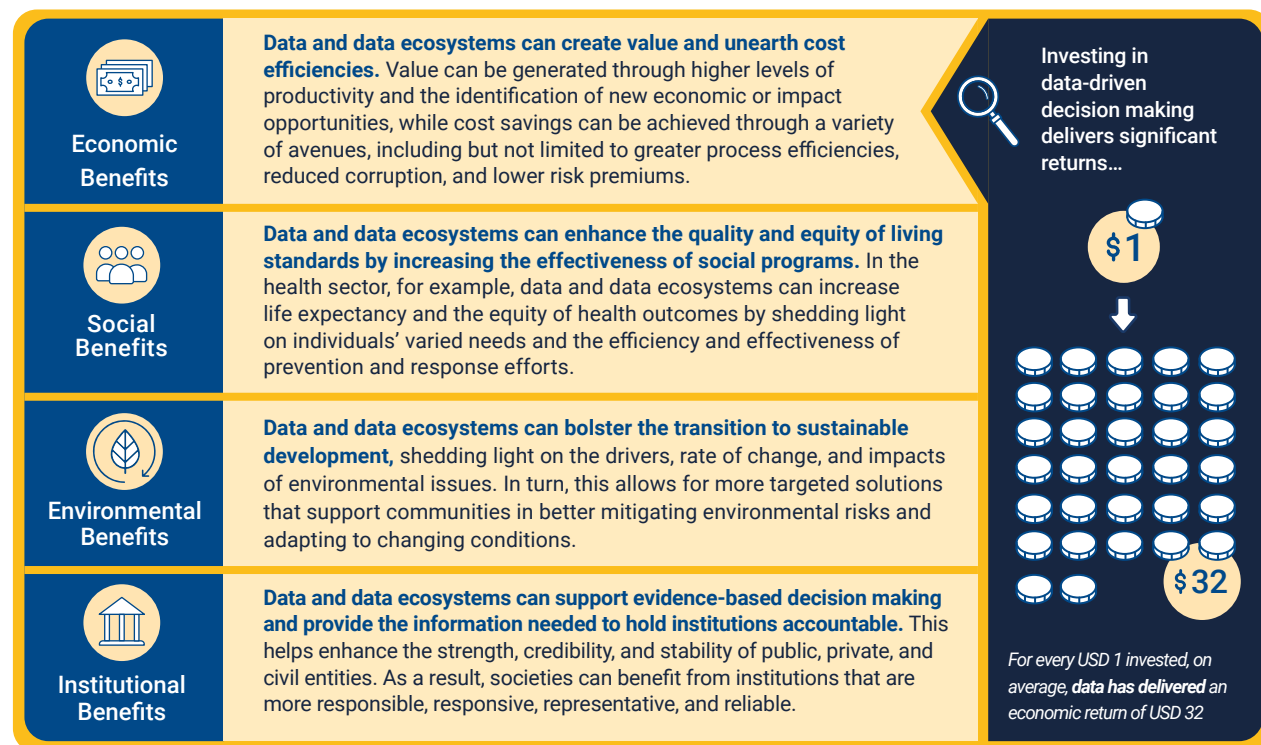 Economic
Benefits
Data and data ecosystems can create value and unearth cost
efficiencies. Value can be generated through higher levels of
productivity and the identification of new economic or impact
opportunities, while cost savings can be achieved through a variety
of avenues, including but not limited to greater process efficiencies,
reduced corruption, and lower risk premiums.
Social
Benefits
Data and data ecosystems can enhance the quality and equity of living
standards by increasing the effectiveness of social programs. In the
health sector, for example, data and data ecosystems can increase
life expectancy and the equity of health outcomes by shedding light
on individuals’ varied needs and the efficiency and effectiveness of
prevention and response efforts.
Environmental
Benefits
Data and data ecosystems can bolster the transition to sustainable
development, shedding light on the drivers, rate of change, and impacts
of environmental issues. In turn, this allows for more targeted solutions
that support communities in better mitigating environmental risks and
adapting to changing conditions.
Institutional
Benefits
Data and data ecosystems can support evidence-based decision making
and provide the information needed to hold institutions accountable. This
helps enhance the strength, credibility, and stability of public, private, and
civil entities. As a result, societies can benefit from institutions that are
more responsible, responsive, representative, and reliable.
Investing in
data-driven
decision making
delivers significant
returns…
$1
$32
For every USD 1 invested, on
average, data has delivered an
economic return of USD 32